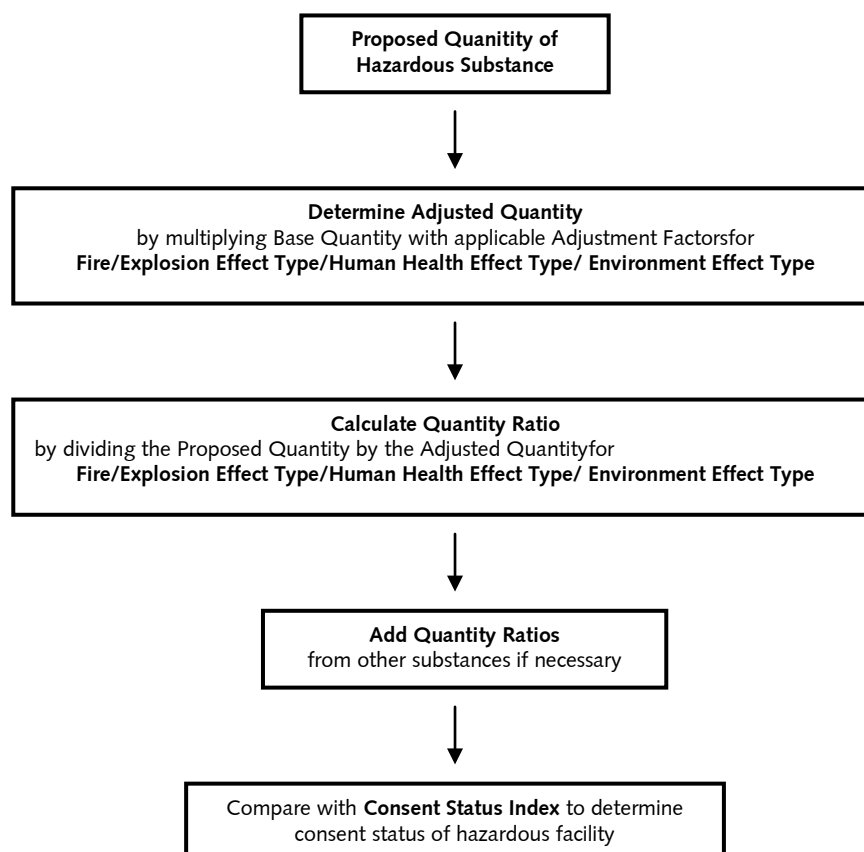 Proposed Quanitity of
Hazardous Substance
Determine Adjusted Quantity
by multiplying Base Quantity with applicable Adjustment Factorsfor
Fire/Explosion Effect Type/Human Health Effect Type/ Environment Effect Type
Calculate Quantity Ratio
by dividing the Proposed Quantity by the Adjusted Quantityfor
Fire/Explosion Effect Type/Human Health Effect Type/ Environment Effect Type
Add Quantity Ratios
from other substances if necessary
Compare with Consent Status Index to determine
consent status of hazardous facility